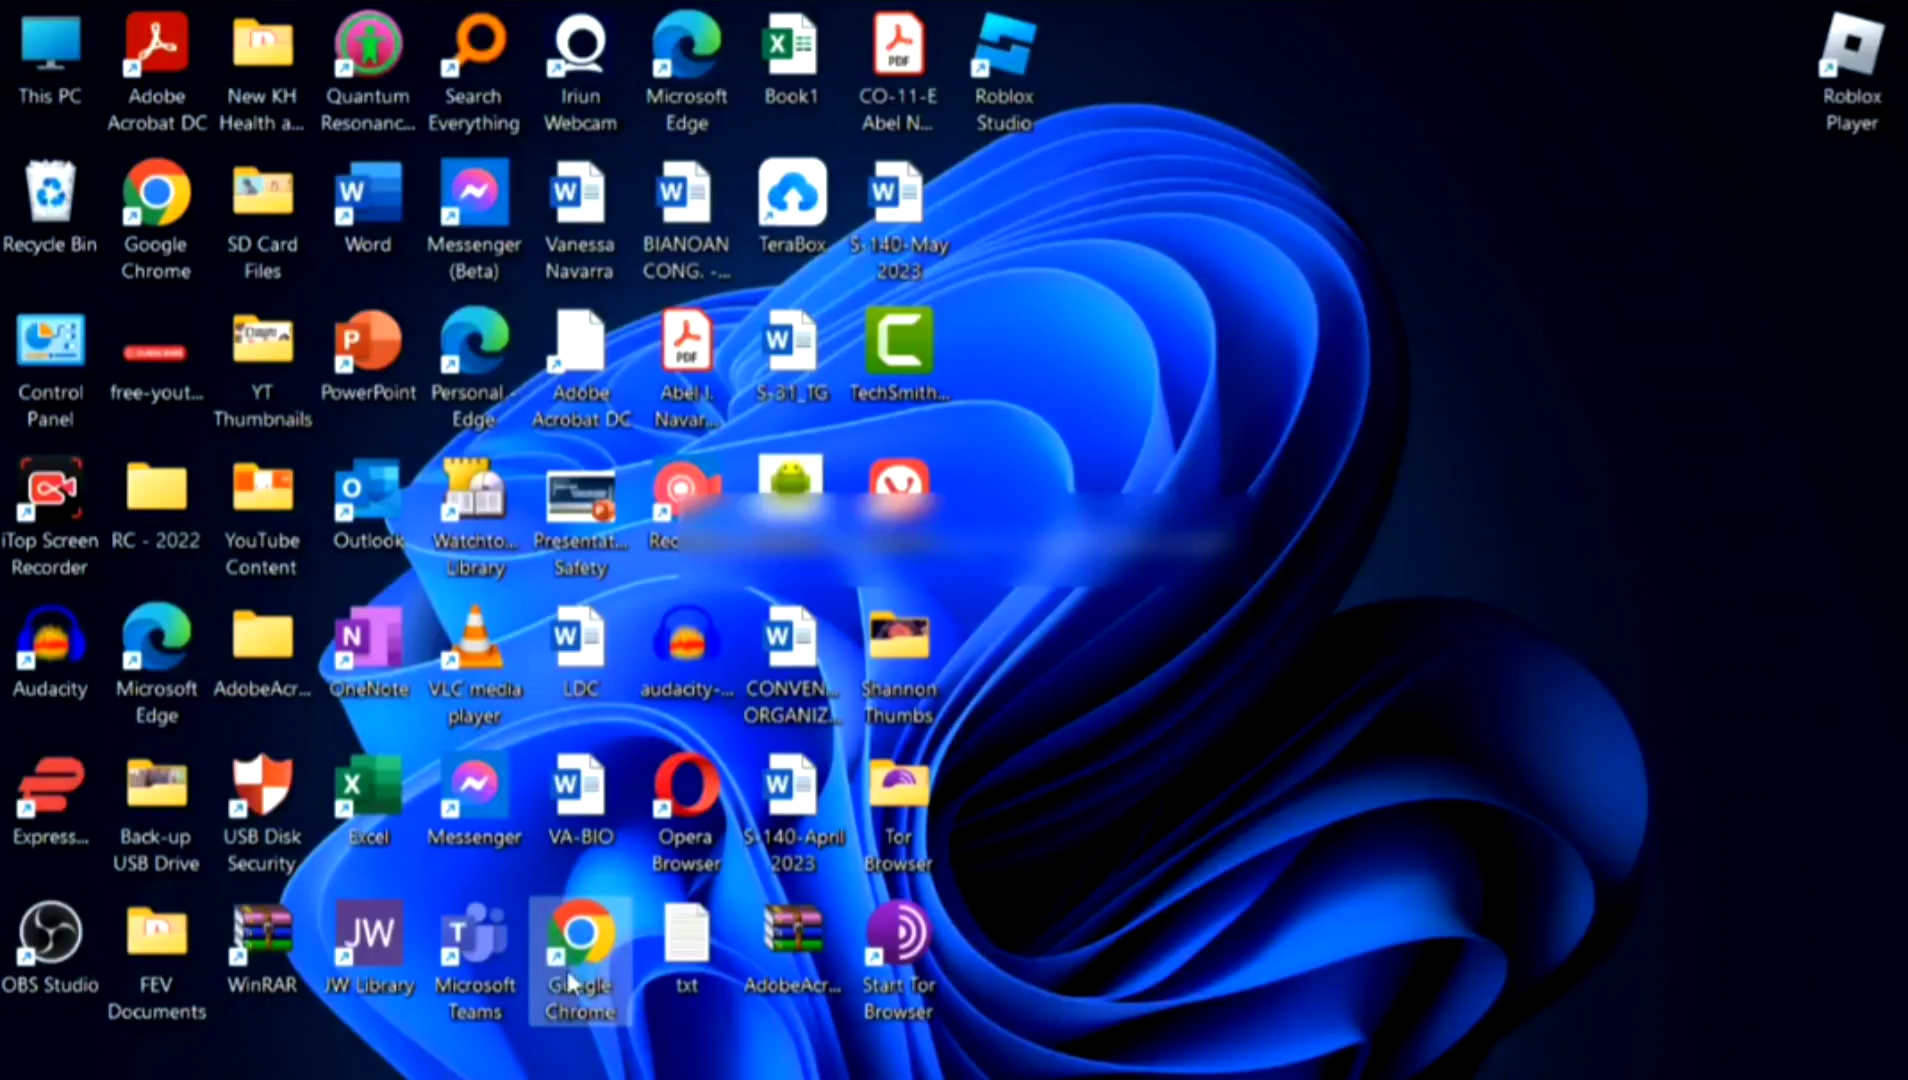 This PC
Adobe
Acrobat DC
New KH
Health a...
Quantum
Resonanc...
Search
Everything
Iriun
Webcam
Microsoft
Edge
Book1
CO-11-E
Abel N...
Roblox
Studio
Roblox
Player
Recycle Bin
Google
Chrome
SD Card
Files
Word
Messenger
(Beta)
Vanessa
Navarra
BIANOAN
CONG. -...
TeraBox
S-140-May
2023
Control
Panel
free-yout...
YT
Thumbnails
PowerPoint
Personal -
Edge
Adobe
Acrobat DC
Abel I.
Navar...
S-31_TG
TechSmith...
iTop Screen
Recorder
RC - 2022
YouTube
Content
Outlook
Watchto...
Library
Presentat...
Safety
Audacity
Microsoft
Edge
AdobeAcr...
OneNote
VLC media
player
LDC
audacity-...
CONVEN...
ORGANIZ...
Shannon
Thumbs
Express...
Back-up
USB Drive
USB Disk
Security
Excel
Messenger
VA-BIO
Opera
Browser
S-140-April
2023
Tor
Browser
OBS Studio
FEV
Documents
WinRAR
JW Library
Microsoft
Teams
Google
Chrome
txt
AdobeAcr...
Start Tor
Browser